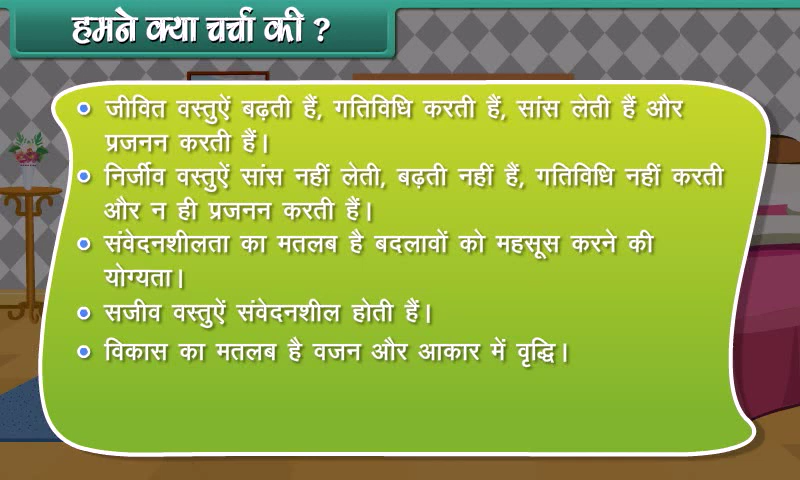 हमने क्या चर्चा की ?
जीवित वस्तुऐं बढ़ती हैं, गतिविधि करती हैं, सांस लेती हैं और
प्रजनन करती हैं।
निर्जीव वस्तुऐं सांस नहीं लेती, बढ़ती नहीं हैं, गतिविधि नहीं करती
और न ही प्रजनन करती हैं।
संवेदनशीलता का मतलब है बदलावों को महसूस करने की
योग्यता।
सजीव वस्तुऐं संवेदनशील होती हैं।
विकास का मतलब है वजन और आकार में वृद्धि।